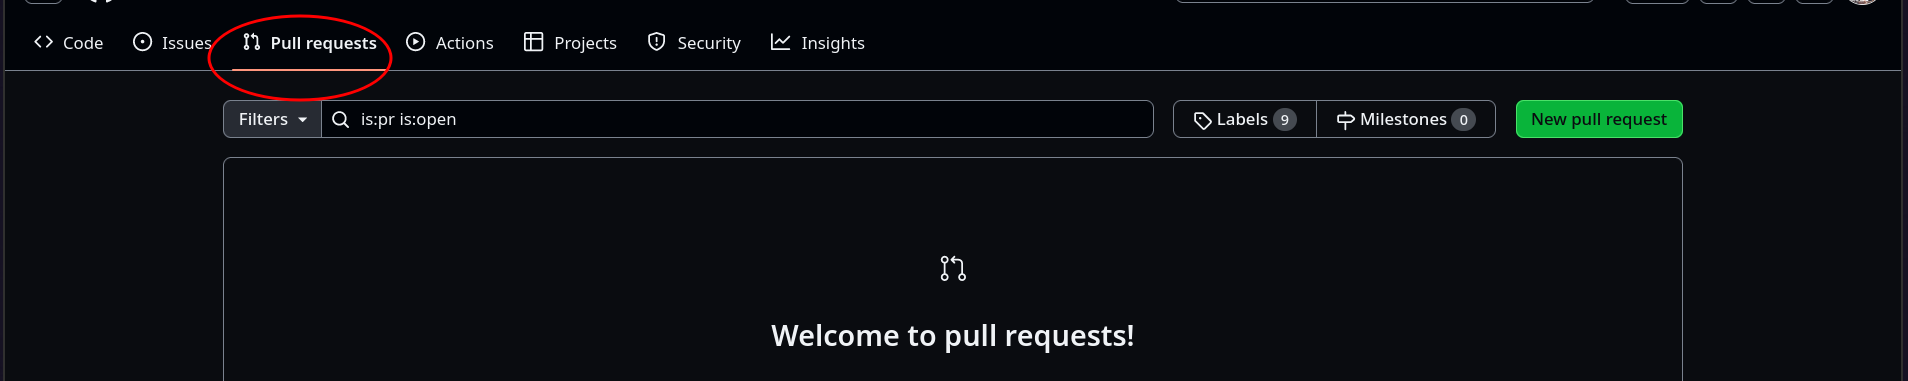 Code Issues Pull requests Actions Projects Security Insights
Filters is:pr is:open Labels 9 Milestones 0 New pull request
Welcome to pull requests!